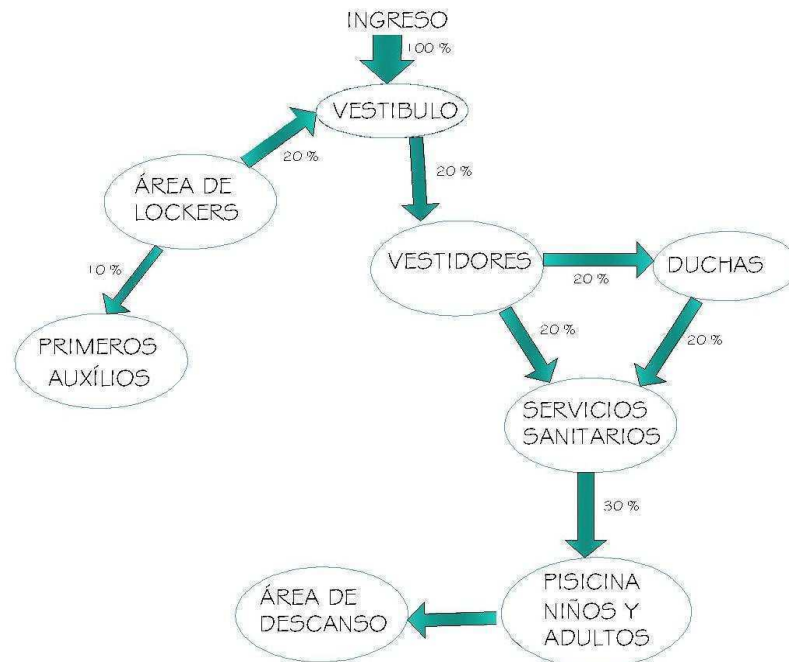 INGRESO
100 %
VESTIBULO
20 %
20 %
ÁREA DE
LOCKERS
10 %
PRIMEROS
AUXÍLIOS
VESTIDORES
20 %
DUCHAS
20 %
20 %
SERVICIOS
SANITARIOS
30 %
PISICINA
NIÑOS Y
ADULTOS
ÁREA DE
DESCANSO